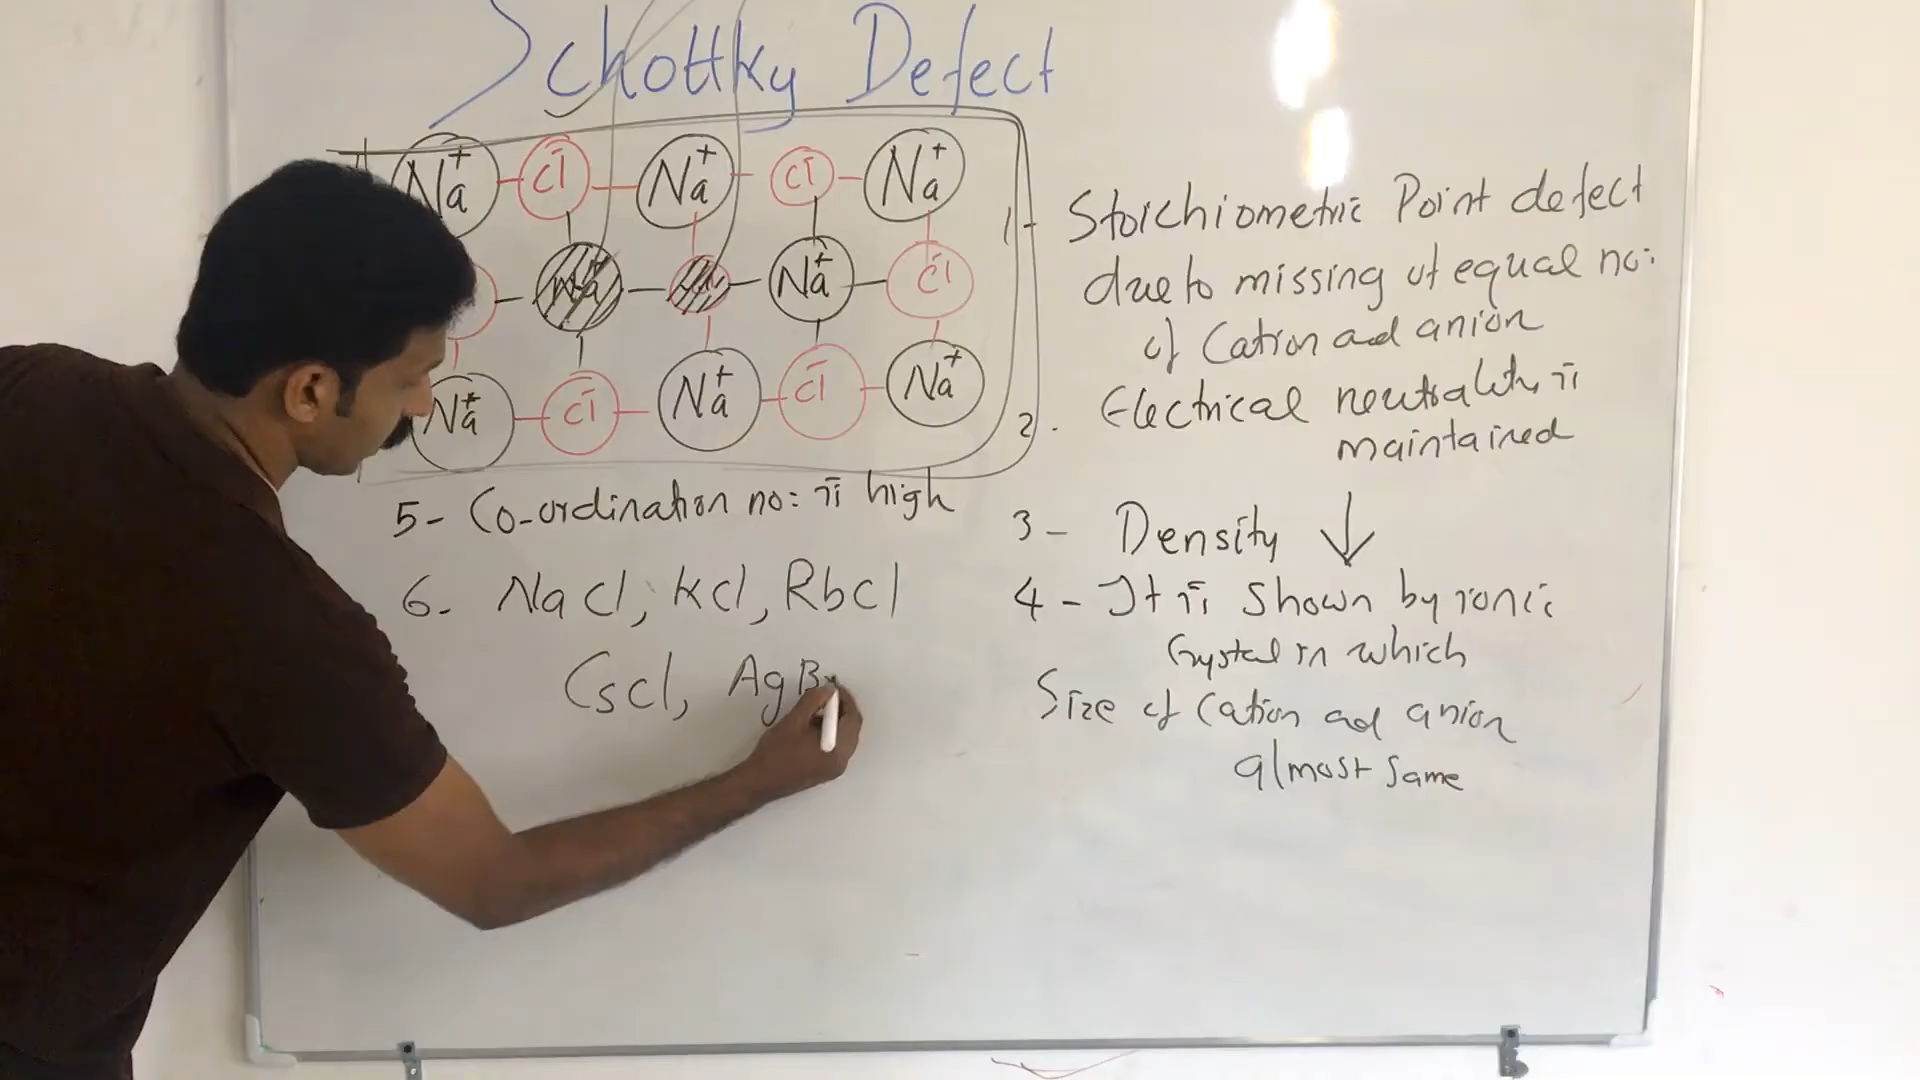 Schottky Defect
Na+ Cl- Na+ Cl- Na+
Na+ Cl-
Na+ Cl- Na+ Cl- Na+
1- Stoichiometric Point defect
due to missing of equal no:
of Cation and anion
2. Electrical neutrality is
maintained
3- Density ↓
4- It is shown by ionic
Crystal in which
Size of Cation and anion
almost same
5- Co-ordination no: is high
6. NaCl, KCl, RbCl
CsCl, AgBr